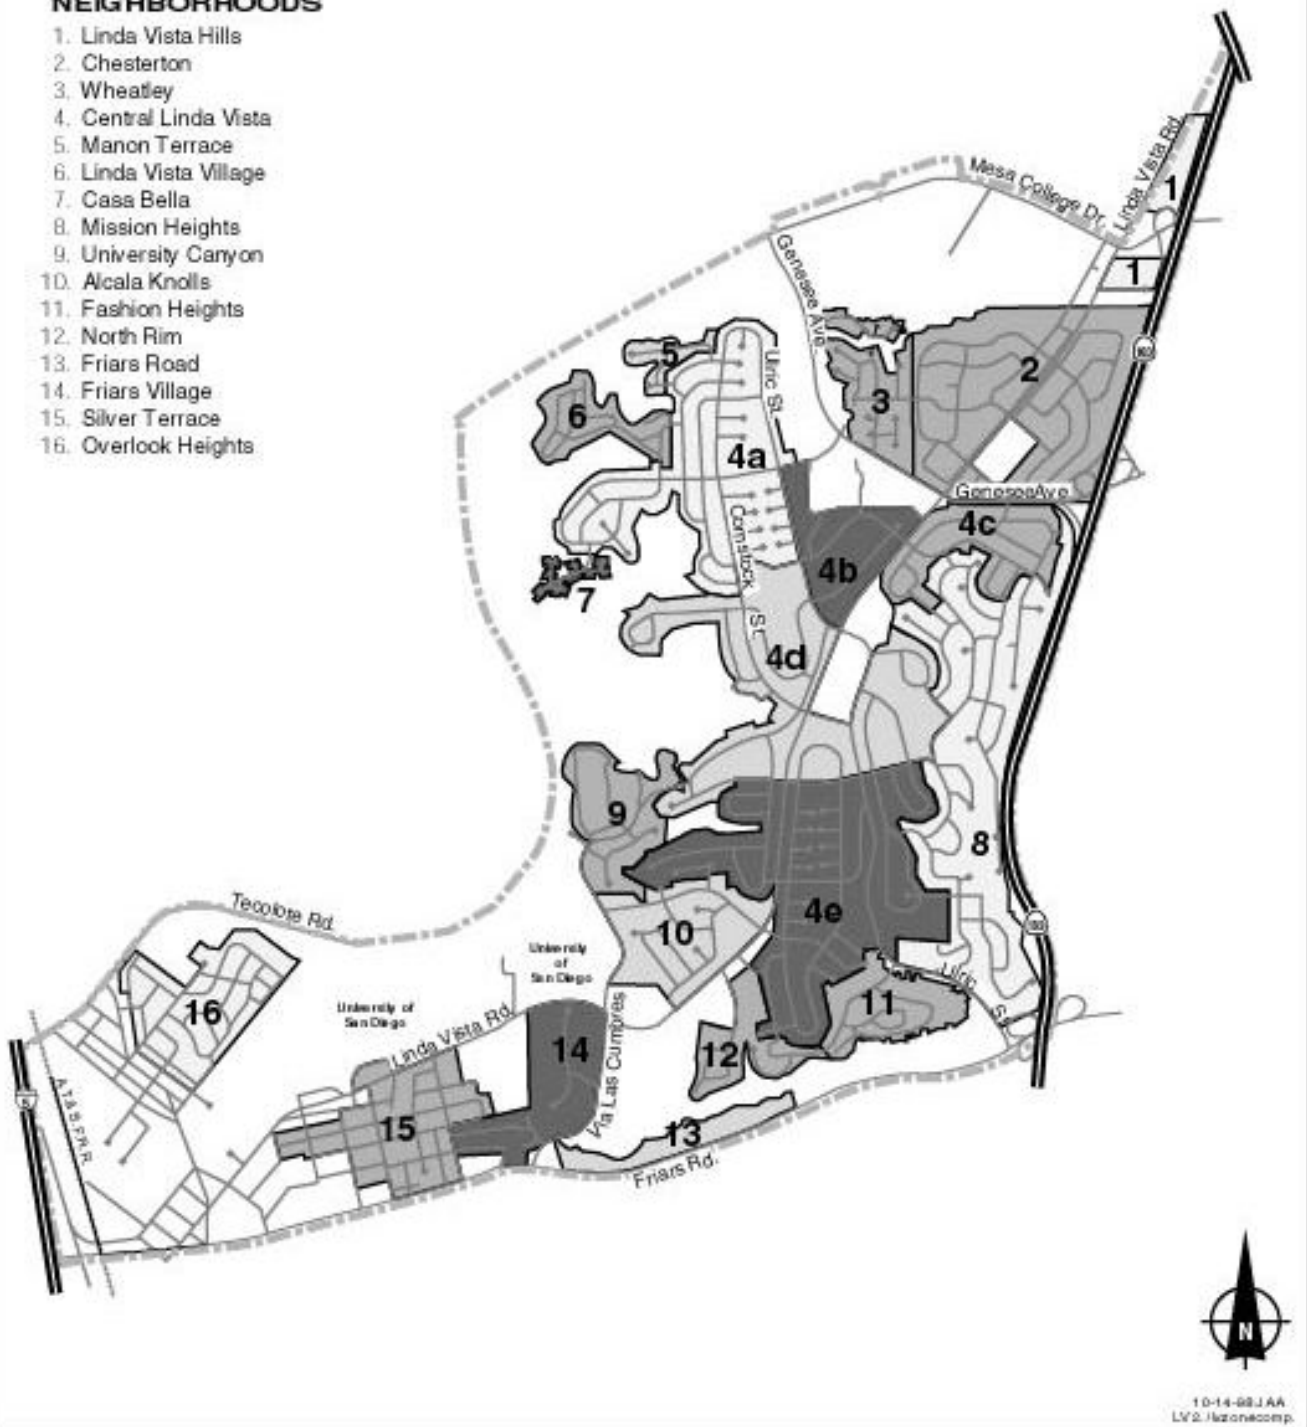 NEIGHBORHOODS
1. Linda Vista Hills
2. Chesterton
3. Wheatley
4. Central Linda Vista
5. Manon Terrace
6. Linda Vista Village
7. Casa Bella
8. Mission Heights
9. University Canyon
10. Alcala Knolls
11. Fashion Heights
12. North Rim
13. Friars Road
14. Friars Village
15. Silver Terrace
16. Overlook Heights
Linda Vista Rd.
Mesa College Dr.
1
1
Genesee Ave.
Ulric St.
5
2
6
3
4a
Genesee Ave.
4c
Comstock St.
4b
7
4d
9
8
4e
Tecolote Rd.
10
University
of
San Diego
Ulric St.
16
University of
San Diego
11
Linda Vista Rd.
14
12
Via Las Cumbres
A.T.& S.F.R.R.
5
15
13
Friars Rd.
N